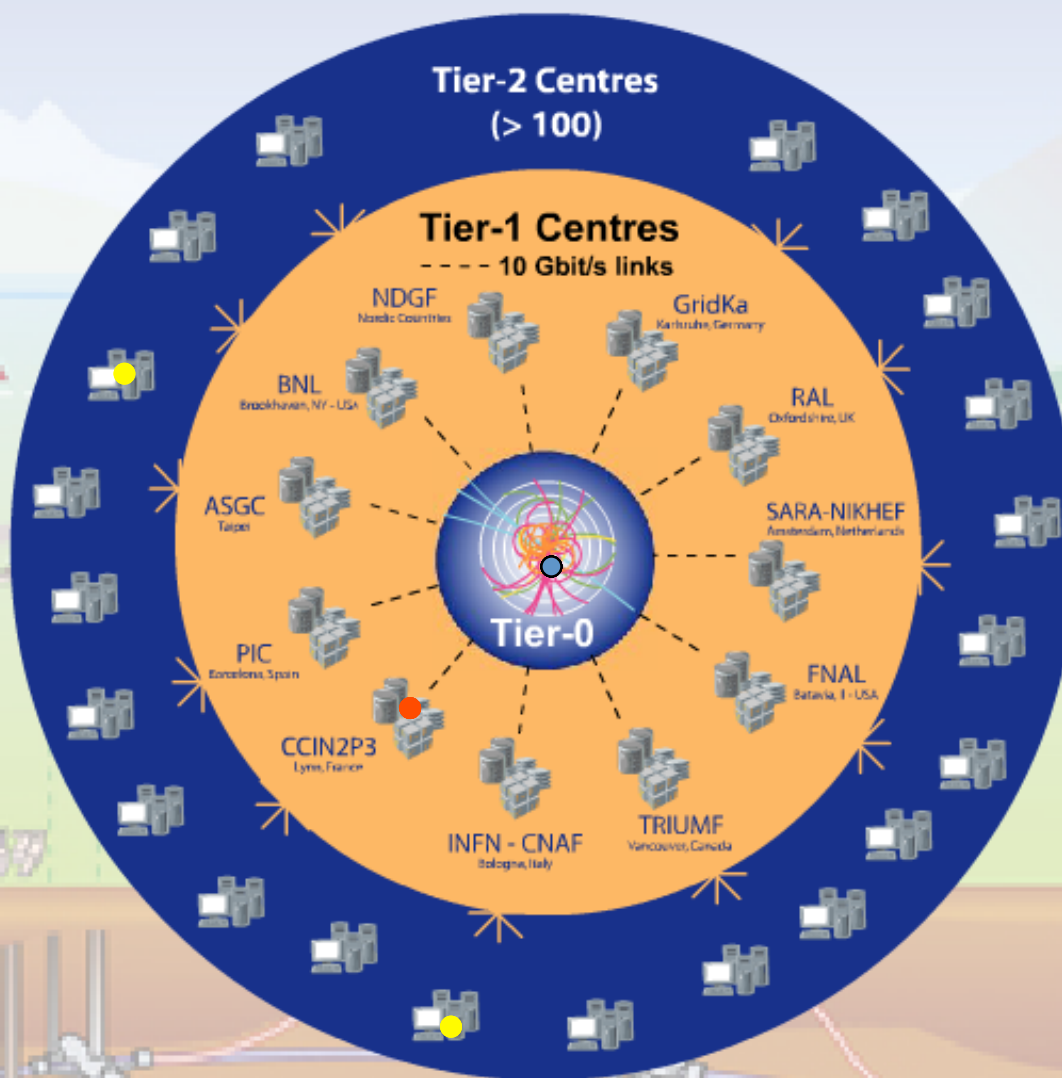 Tier-2 Centres
(> 100)
Tier-1 Centres
---- 10 Gbit/s links
NDGF
Nordic Countries
GridKa
Karlsruhe, Germany
BNL
Brookhaven, NY - USA
RAL
Oxfordshire, UK
ASGC
Taipei
SARA-NIKHEF
Amsterdam, Netherlands
Tier-0
PIC
Barcelona, Spain
FNAL
Batavia, Il - USA
CCIN2P3
Lyon, France
TRIUMF
Vancouver, Canada
INFN - CNAF
Bologna, Italy